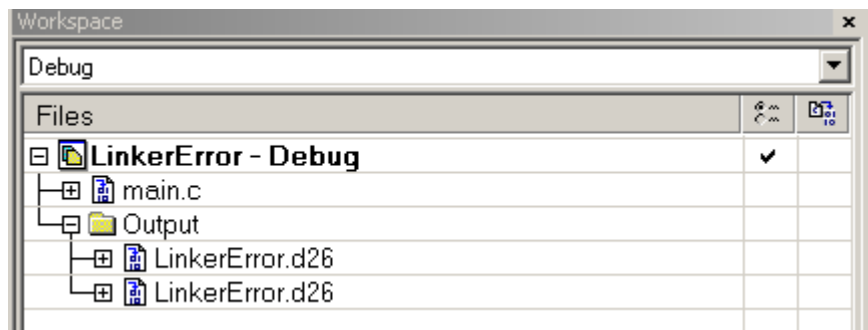 Workspace
Debug
Files
LinkerError - Debug
main.c
Output
LinkerError.d26
LinkerError.d26